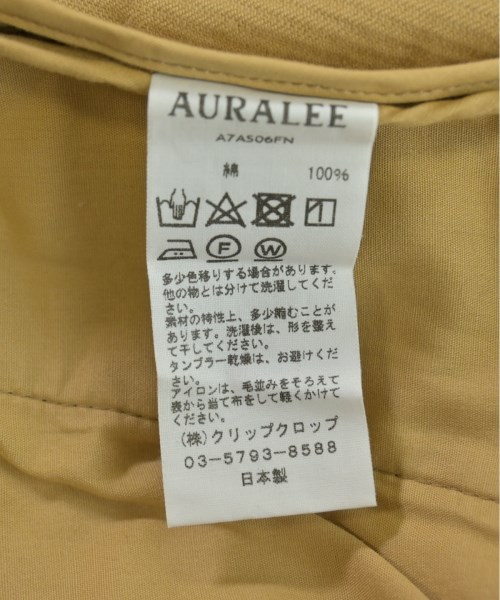 AURALEE
A7AS06FN
綿 100%
F W
多少色移りする場合があります。
他の物とは分けて洗濯してくだ
さい。
素材の特性上、多少縮むことが
あります。洗濯後は、形を整え
て干してください。
タンブラー乾燥は、お避けくだ
さい。
アイロンは、毛並みをそろえて
表から当て布をして軽くかけて
ください。
(株)クリップクロップ
03-5793-8588
日本製